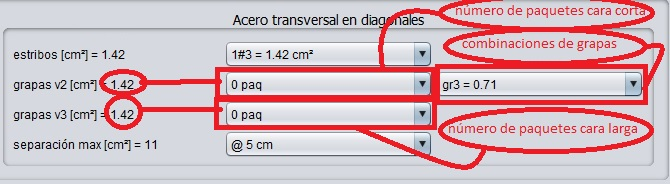 número de paquetes cara corta
Acero transversal en diagonales
combinaciones de grapas
estribos [cm²] = 1.42
1#3 = 1.42 cm²
grapas v2 [cm²] = 1.42
0 paq
gr3 = 0.71
grapas v3 [cm²] = 1.42
0 paq
número de paquetes cara larga
separación max [cm²] = 11
@ 5 cm